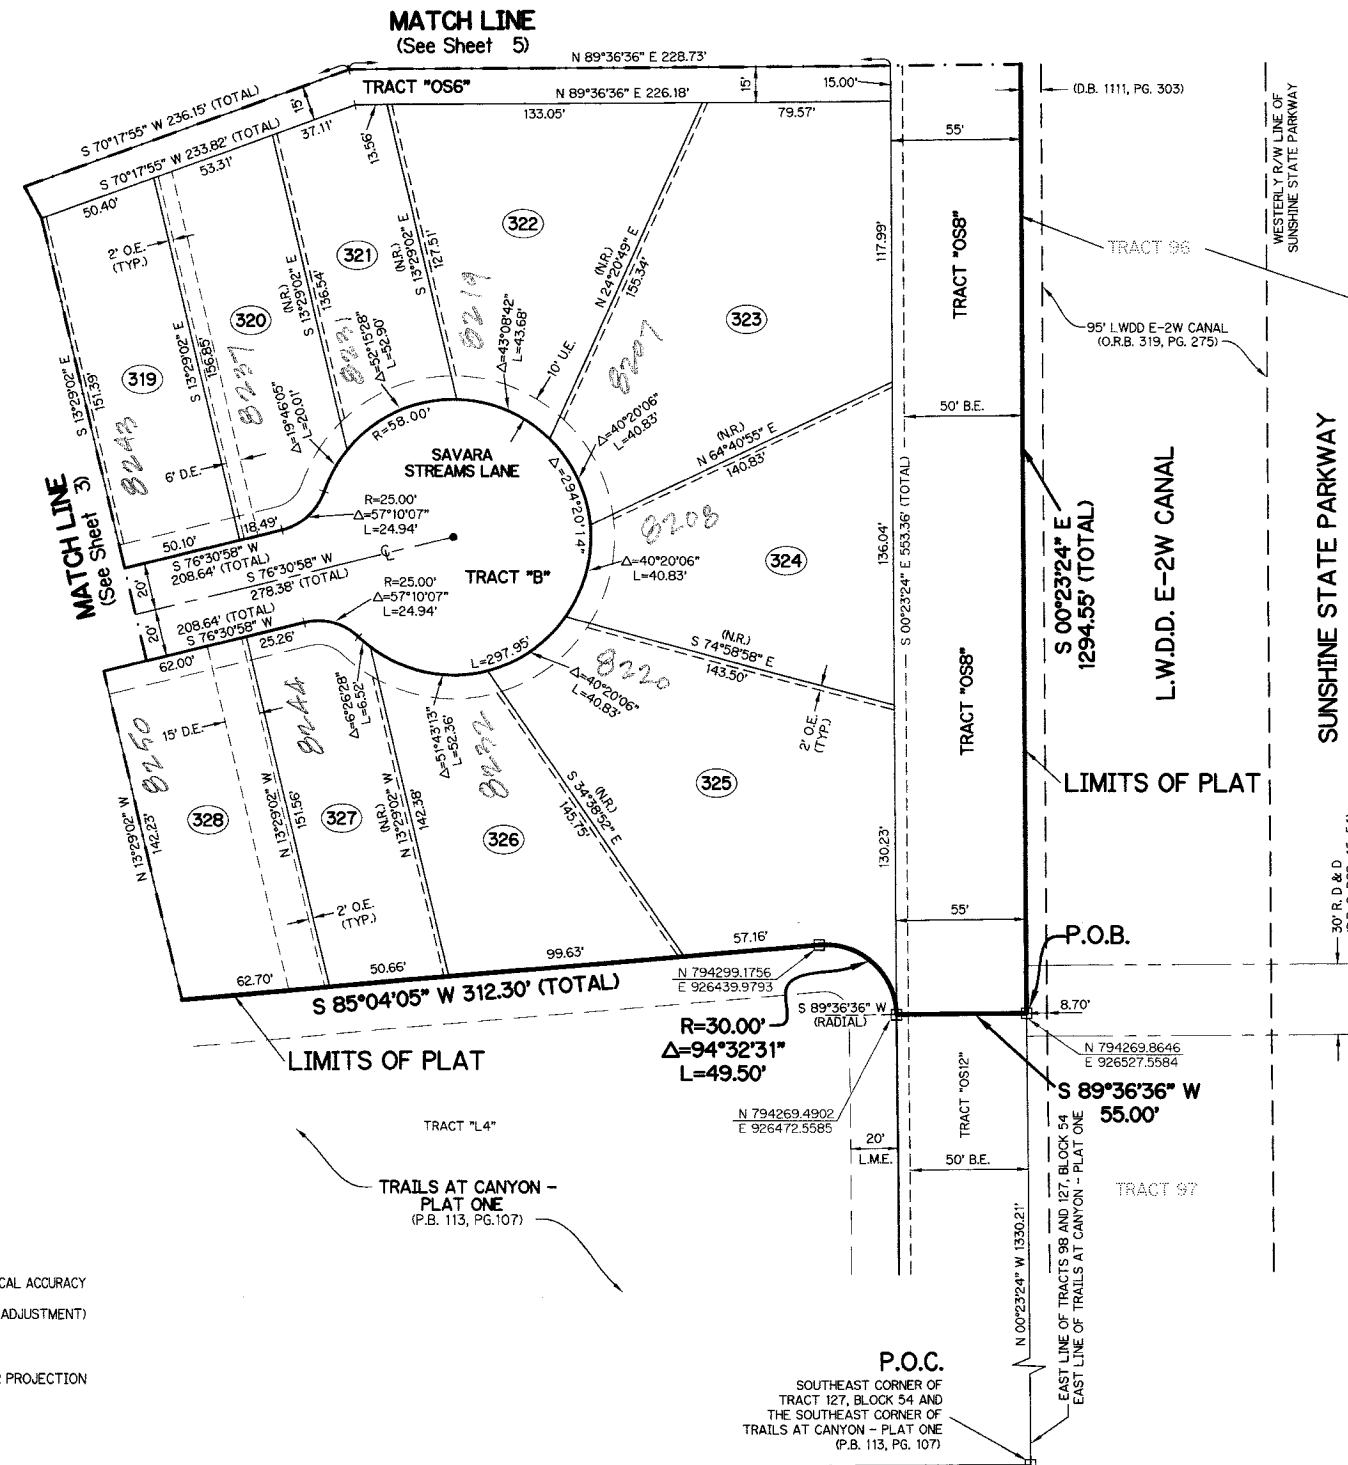 MATCH LINE
(See Sheet 5)
N 89°36'36" E 228.73'
TRACT "OS6"
15'
15.00'
N 89°36'36" E 226.18'
133.05'
79.57'
S 70°17'55" W 236.15' (TOTAL)
15'
S 70°17'55" W 233.82' (TOTAL)
37.11'
53.31'
50.40'
13.56'
(D.B. 1111, PG. 303)
55'
WESTERLY R/W LINE OF
SUNSHINE STATE PARKWAY
TRACT 96
95' LWDD E-2W CANAL
(O.R.B. 319, PG. 275)
TRACT "OS8"
117.99'
322
321
320
319
323
2' O.E.
(TYP.)
S 13°29'02" E
151.39'
S 13°29'02" E
156.85'
(N.R.)
S 13°29'02" E
136.54'
(N.R.)
S 13°29'02" E
127.51'
(N.R.)
N 24°20'49" E
155.34'
8243
8237
8231
8219
8207
Δ=19°46'05"
L=20.01'
Δ=52°15'28"
L=52.90'
Δ=43°08'42"
L=43.68'
10' U.E.
Δ=40°20'06"
L=40.83'
50' B.E.
(N.R.)
N 64°40'55" E
140.83'
R=58.00'
SAVARA
STREAMS LANE
Δ=294°20'14"
6' D.E.
MATCH LINE
(See Sheet 3)
R=25.00'
Δ=57°10'07"
L=24.94'
18.49'
50.10'
S 76°30'58" W
208.64' (TOTAL)
S 76°30'58" W
278.38' (TOTAL)
℄
20'
20'
TRACT "B"
R=25.00'
Δ=57°10'07"
L=24.94'
8208
Δ=40°20'06"
L=40.83'
324
136.04'
S 00°23'24" E 553.36' (TOTAL)
S 00°23'24" E
1294.55' (TOTAL)
L.W.D.D. E-2W CANAL
SUNSHINE STATE PARKWAY
208.64' (TOTAL)
S 76°30'58" W
25.26'
62.00'
L=297.95'
(N.R.)
S 74°58'58" E
143.50'
8220
Δ=40°20'06"
L=40.83'
2' O.E.
(TYP.)
TRACT "OS8"
8250
15' D.E.
8244
Δ=6°26'28"
L=6.52'
Δ=51°43'13"
L=52.36'
8232
325
LIMITS OF PLAT
N 13°29'02" W
142.23'
328
N 13°29'02" W
151.56'
327
(N.R.)
N 13°29'02" W
142.38'
326
(N.R.)
S 34°38'52" E
145.75'
130.23'
2' O.E.
(TYP.)
55'
P.O.B.
30' R. D & D
57.16'
99.63'
50.66'
62.70'
S 85°04'05" W 312.30' (TOTAL)
N 794299.1756
E 926439.9793
S 89°36'36" W
(RADIAL)
8.70'
LIMITS OF PLAT
R=30.00'
Δ=94°32'31"
L=49.50'
N 794269.8646
E 926527.5584
S 89°36'36" W
55.00'
TRACT "OS12"
N 794269.4902
E 926472.5585
TRACT "L4"
20'
L.M.E.
50' B.E.
TRACT 97
TRAILS AT CANYON -
PLAT ONE
(P.B. 113, PG.107)
N 00°23'24" W 1330.21'
EAST LINE OF TRACTS 98 AND 127, BLOCK 54
EAST LINE OF TRAILS AT CANYON - PLAT ONE
CAL ACCURACY
ADJUSTMENT)
PROJECTION
P.O.C.
SOUTHEAST CORNER OF
TRACT 127, BLOCK 54 AND
THE SOUTHEAST CORNER OF
TRAILS AT CANYON - PLAT ONE
(P.B. 113, PG. 107)